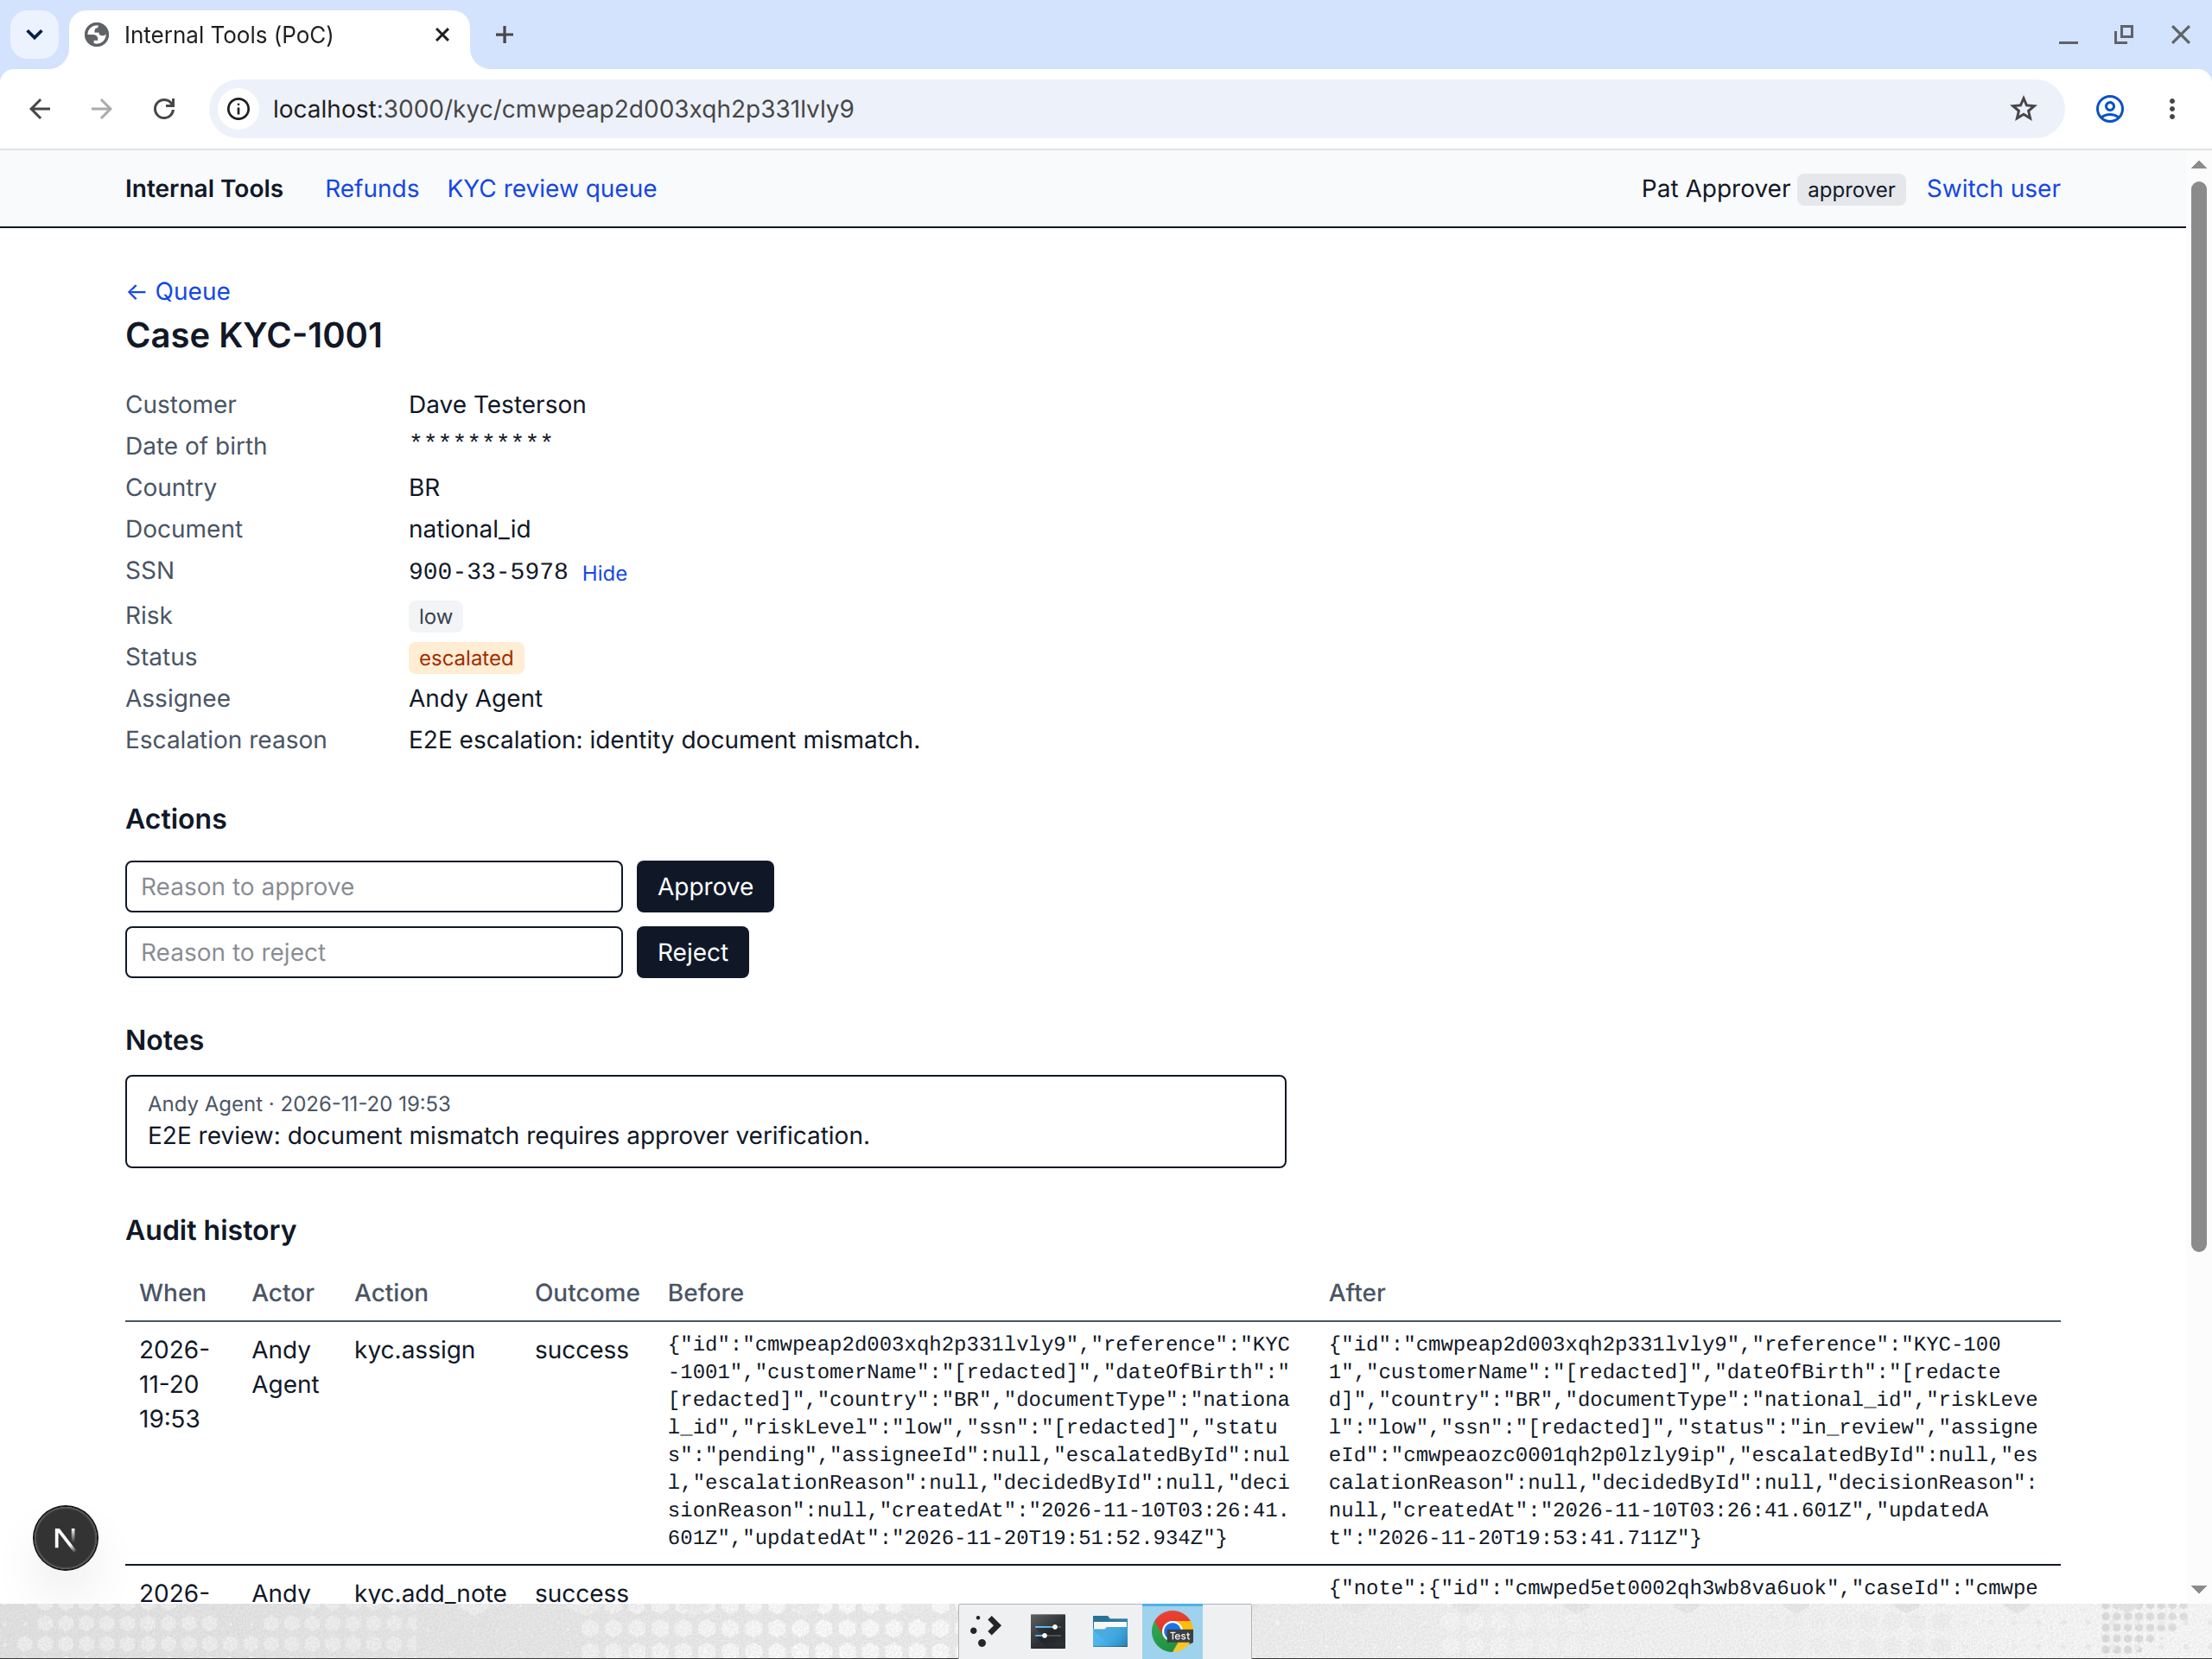 Internal Tools (PoC)
localhost:3000/kyc/cmwpeap2d003xqh2p331lvly9
Internal Tools Refunds KYC review queue Pat Approver approver Switch user
← Queue
Case KYC-1001
Customer Dave Testerson
Date of birth **********
Country BR
Document national_id
SSN 900-33-5978 Hide
Risk low
Status escalated
Assignee Andy Agent
Escalation reason E2E escalation: identity document mismatch.
Actions
Reason to approve Approve
Reason to reject Reject
Notes
Andy Agent · 2026-11-20 19:53
E2E review: document mismatch requires approver verification.
Audit history
When Actor Action Outcome Before After
2026-
11-20
19:53
Andy
Agent
kyc.assign
success
{"id":"cmwpeap2d003xqh2p331lvly9","reference":"KYC
-1001","customerName":"[redacted]","dateOfBirth":"
[redacted]","country":"BR","documentType":"nationa
l_id","riskLevel":"low","ssn":"[redacted]","statu
s":"pending","assigneeId":null,"escalatedById":nul
l,"escalationReason":null,"decidedById":null,"deci
sionReason":null,"createdAt":"2026-11-10T03:26:41.
601Z","updatedAt":"2026-11-20T19:51:52.934Z"}
{"id":"cmwpeap2d003xqh2p331lvly9","reference":"KYC-100
1","customerName":"[redacted]","dateOfBirth":"[redacte
d]","country":"BR","documentType":"national_id","riskLeve
l":"low","ssn":"[redacted]","status":"in_review","assigne
eId":"cmwpeaozc0001qh2p0lzly9ip","escalatedById":null,"es
calationReason":null,"decidedById":null,"decisionReason":
null,"createdAt":"2026-11-10T03:26:41.601Z","updatedA
t":"2026-11-20T19:53:41.711Z"}
2026- Andy kyc.add_note success {"note":{"id":"cmwped5et0002qh3wb8va6uok","caseId":"cmwpe
N
Test